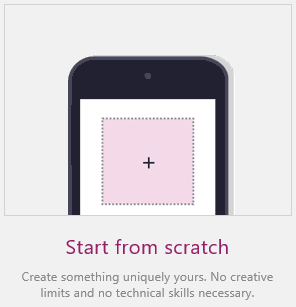 Start from scratch
Create something uniquely yours. No creative
limits and no technical skills necessary.